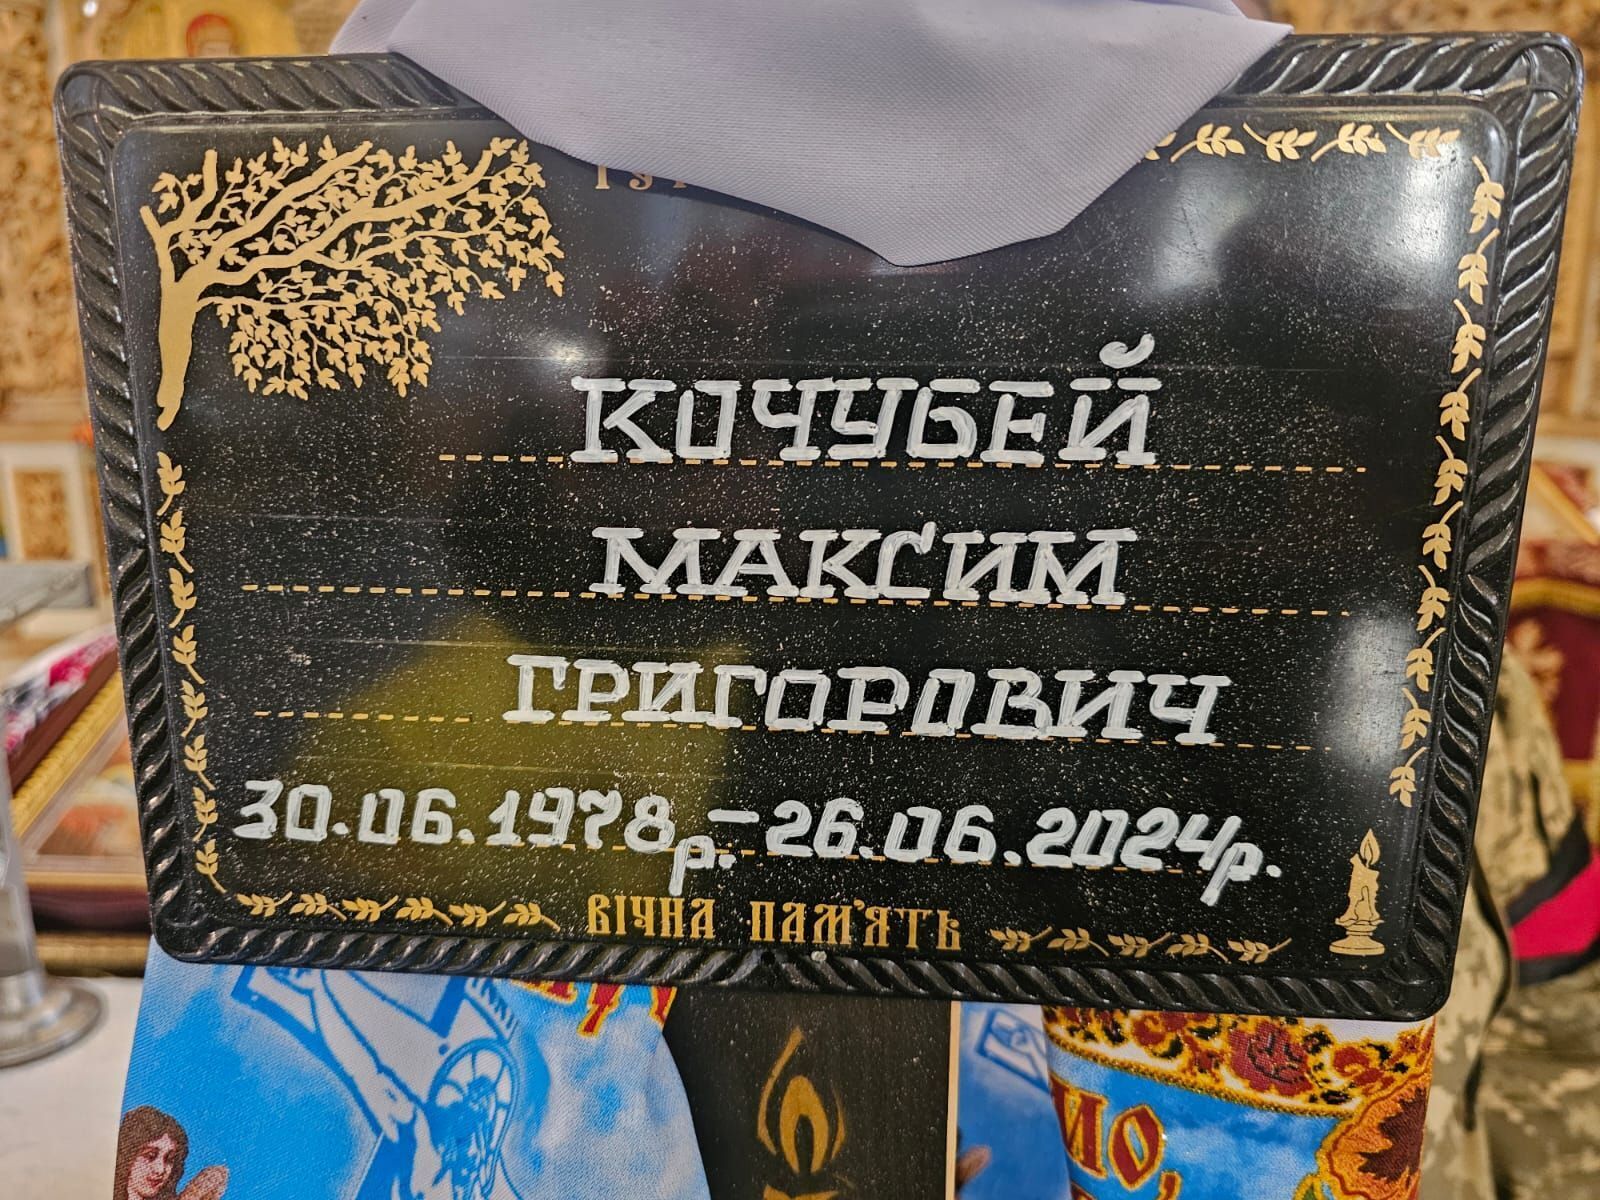 КОЧУБЕЙ
МАКСИМ
ГРИГОРОВИЧ
30.06.1978р.-26.06.2024р.
ВІЧНА ПАМ'ЯТЬ